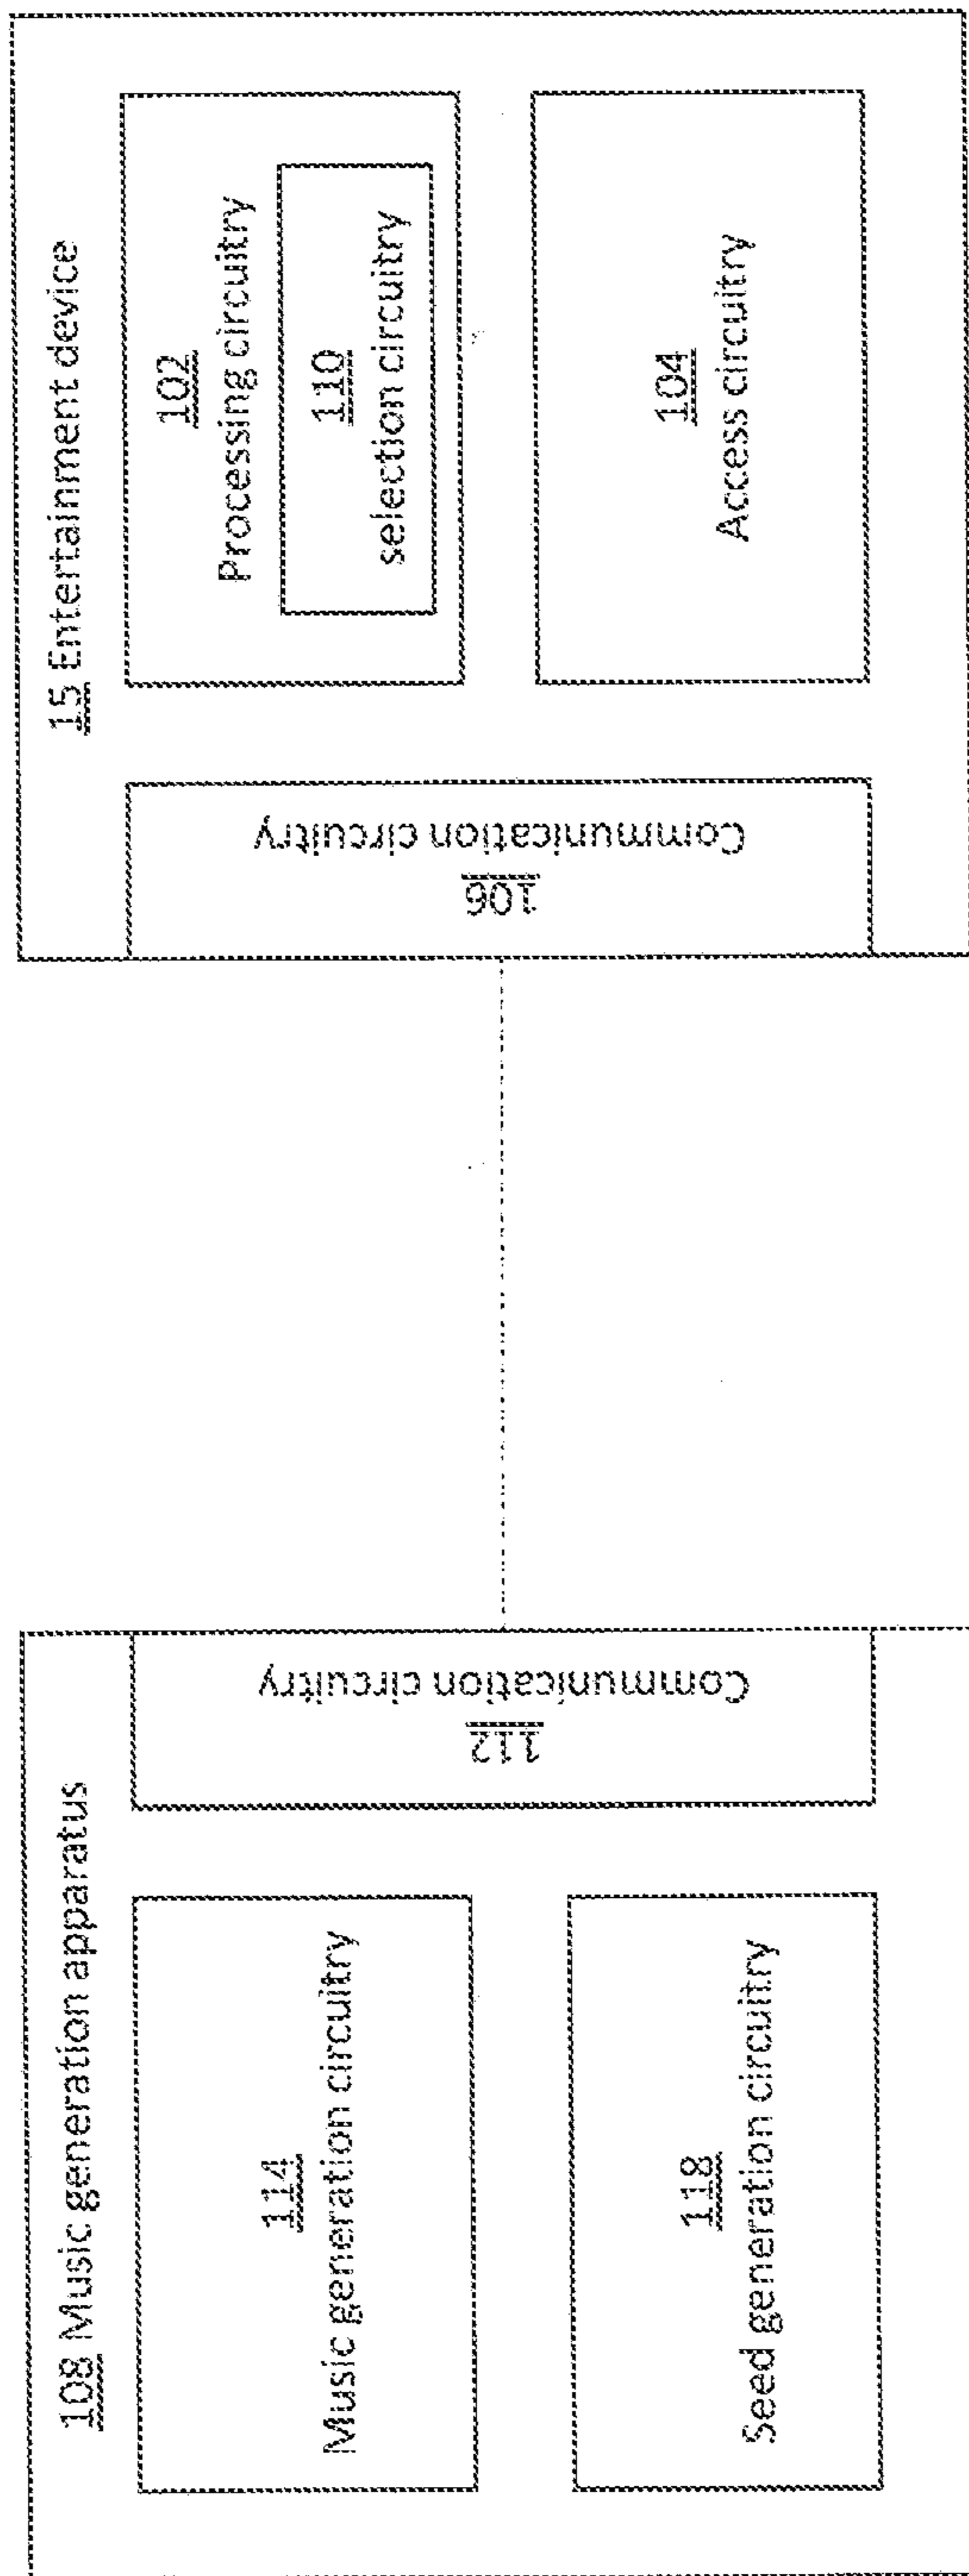 108 Music generation apparatus
114
Music generation circuitry
118
Seed generation circuitry
112
Communication circuitry
15 Entertainment device
106
Communication circuitry
102
Processing circuitry
110
selection circuitry
104
Access circuitry